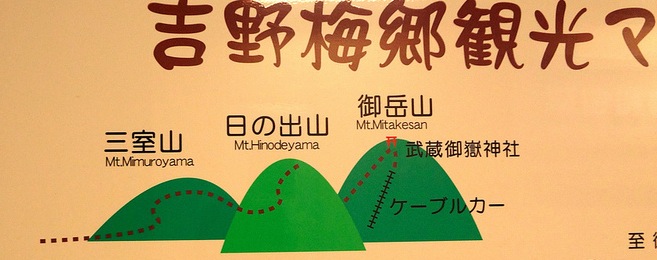 吉野梅郷観光マ
御岳山
Mt.Mitakesan
日の出山
Mt.Hinodeyama
三室山
Mt.Mimuroyama
武蔵御嶽神社
ケーブルカー
至